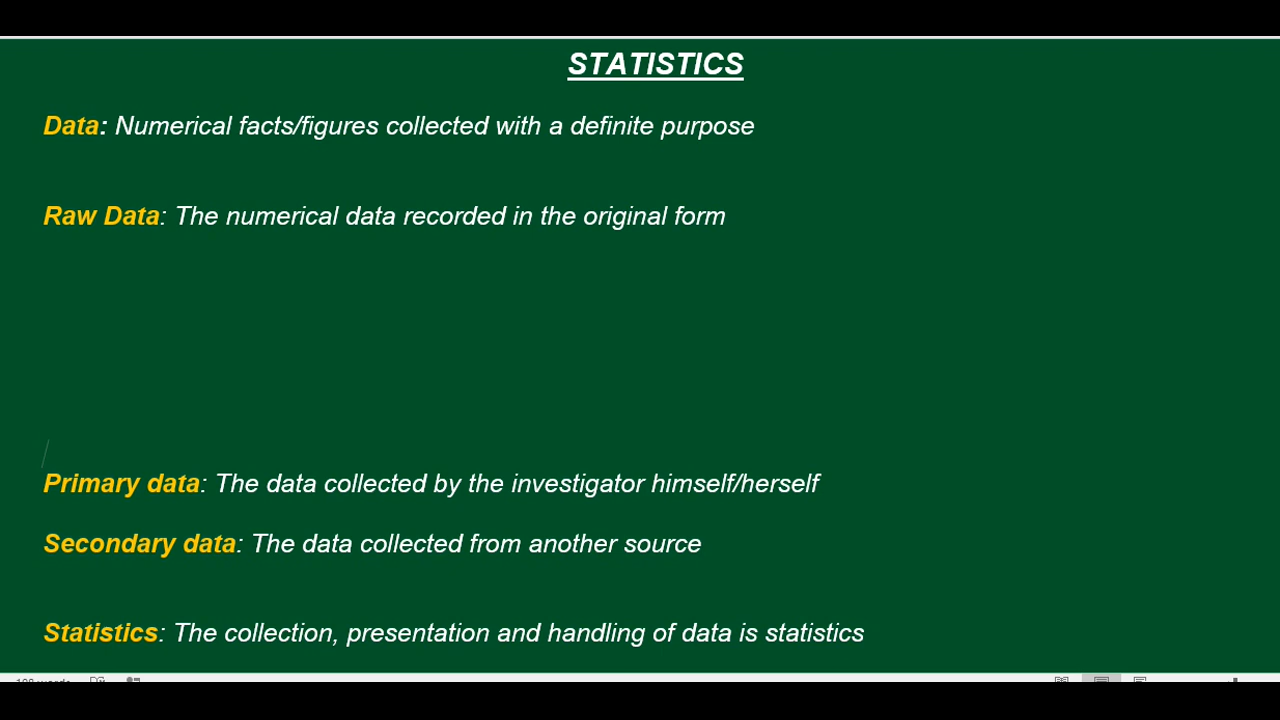 STATISTICS
Data: Numerical facts/figures collected with a definite purpose
Raw Data: The numerical data recorded in the original form
Primary data: The data collected by the investigator himself/herself
Secondary data: The data collected from another source
Statistics: The collection, presentation and handling of data is statistics